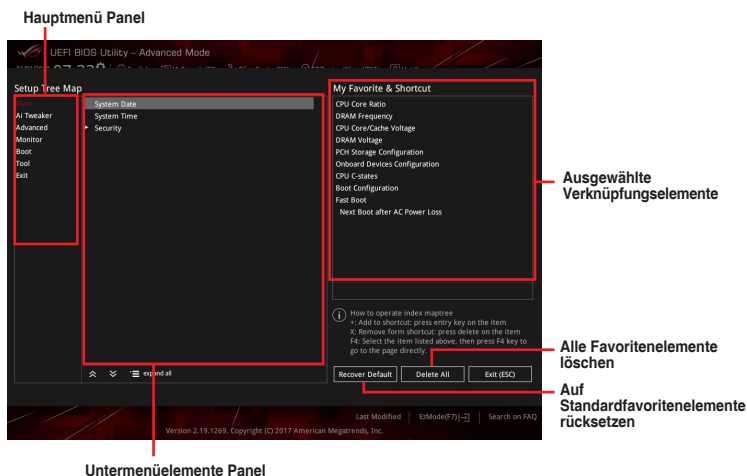 Hauptmenü Panel
UEFI BIOS Utility – Advanced Mode
Setup Tree Map
My Favorite & Shortcut
Main
Ai Tweaker
Advanced
Monitor
Boot
Tool
Exit
System Date
System Time
Security
CPU Core Ratio
DRAM Frequency
CPU Core/Cache Voltage
DRAM Voltage
PCH Storage Configuration
Onboard Devices Configuration
CPU C-states
Boot Configuration
Fast Boot
Next Boot after AC Power Loss
Ausgewählte
Verknüpfungselemente
How to operate index maptree
+: Add to shortcut: press entry key on the item
X: Remove form shortcut: press delete on the item
F4: Select the item listed above, then press F4 key to
go to the page directly.
expand all
Recover Default
Delete All
Exit (ESC)
Alle Favoritenelemente
löschen
Auf
Standardfavoritenelemente
rücksetzen
Last Modified
EzMode(F7)
Search on FAQ
Version 2.19.1269. Copyright (C) 2017 American Megatrends, Inc.
Untermenüelemente Panel